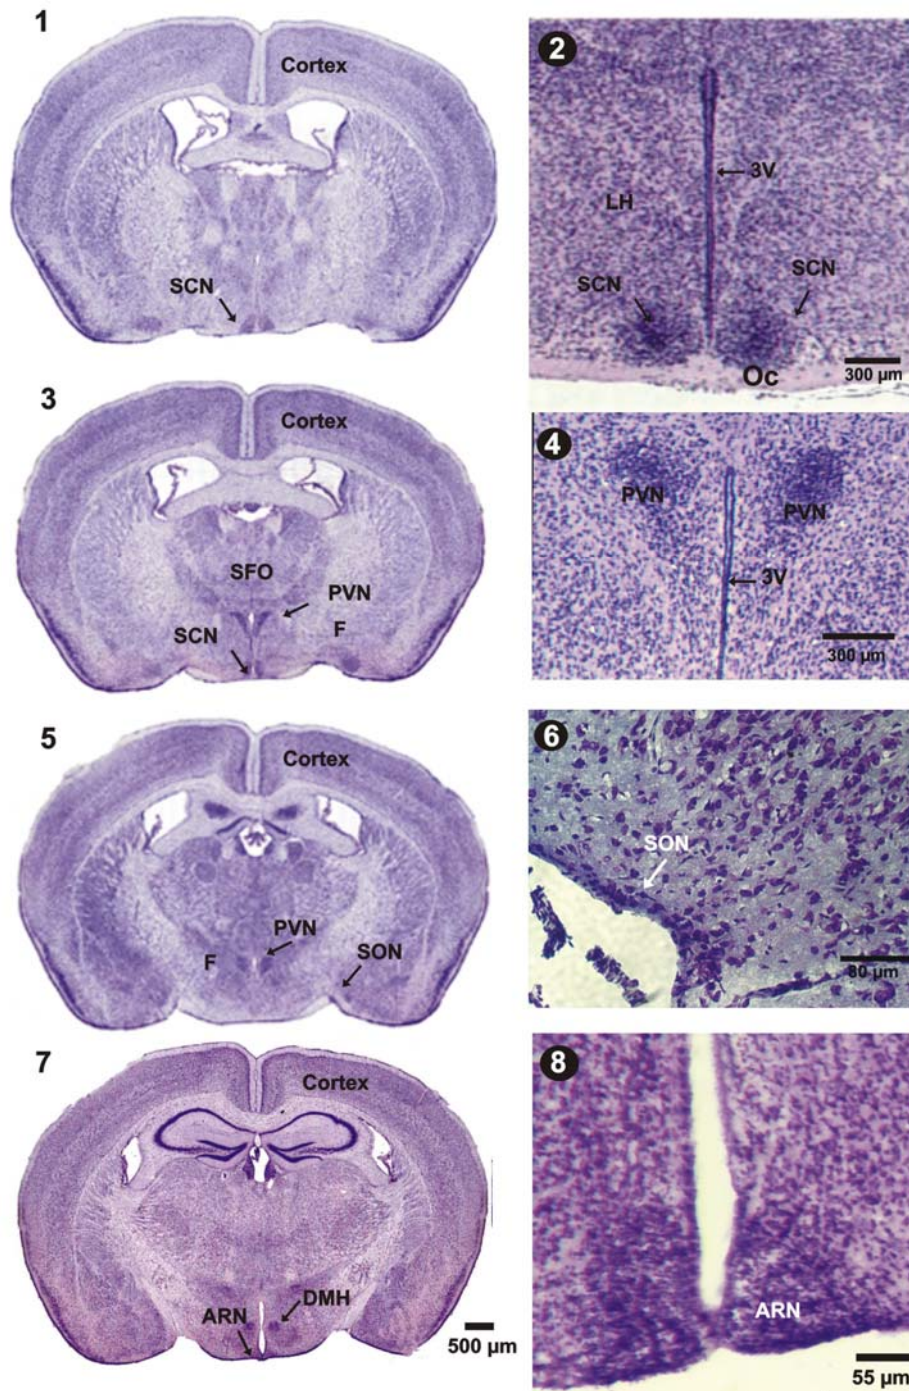 1
Cortex
SCN
2
3V
LH
SCN
SCN
Oc
300 µm
3
Cortex
SFO
PVN
SCN
F
4
PVN
PVN
3V
300 µm
5
Cortex
PVN
F
SON
6
SON
80 µm
7
Cortex
DMH
ARN
500 µm
8
ARN
55 µm